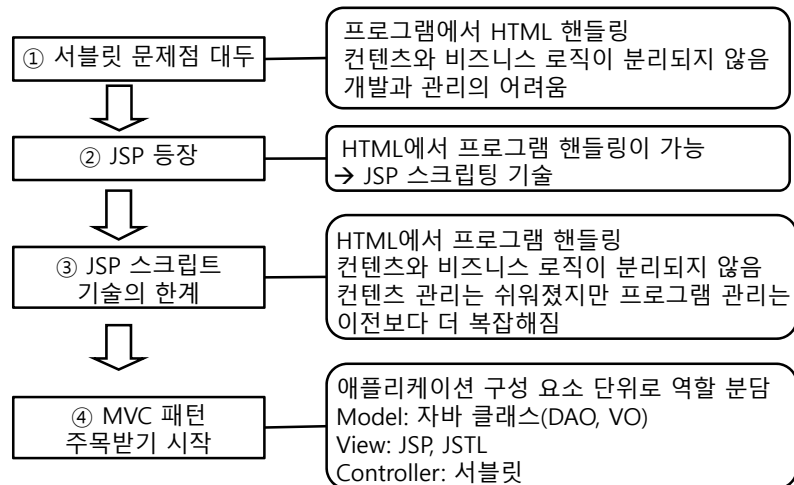 ① 서블릿 문제점 대두
프로그램에서 HTML 핸들링
컨텐츠와 비즈니스 로직이 분리되지 않음
개발과 관리의 어려움
② JSP 등장
HTML에서 프로그램 핸들링이 가능
→ JSP 스크립팅 기술
③ JSP 스크립트
기술의 한계
HTML에서 프로그램 핸들링
컨텐츠와 비즈니스 로직이 분리되지 않음
컨텐츠 관리는 쉬워졌지만 프로그램 관리는
이전보다 더 복잡해짐
④ MVC 패턴
주목받기 시작
애플리케이션 구성 요소 단위로 역할 분담
Model: 자바 클래스(DAO, VO)
View: JSP, JSTL
Controller: 서블릿